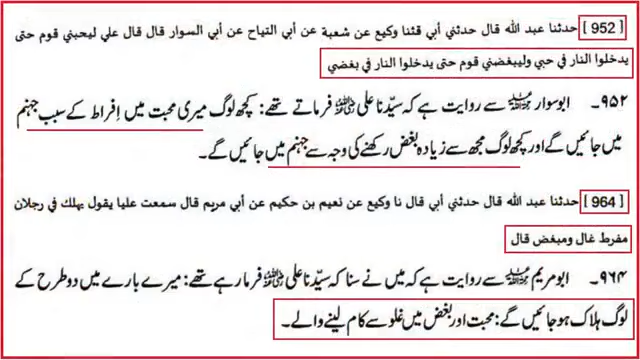 [952] حدثنا عبد الله قال حدثني أبي قثنا وكيع عن شعبة عن أبي التياح عن أبي السوار قال قال علي ليحبني قوم حتى
يدخلوا النار في حبي وليبغضني قوم حتى يدخلوا النار في بغضي
۹۵۲۔ ابوسوار رحمہ اللہ سے روایت ہے کہ سیّدنا علی رضی اللہ عنہ فرماتے تھے: کچھ لوگ میری محبت میں اِفراط کے سبب جہنم
میں جائیں گے اور کچھ لوگ مجھ سے زیادہ بغض رکھنے کی وجہ سے جہنم میں جائیں گے۔
[964] حدثنا عبد الله قال حدثني أبي قال نا وكيع عن نعيم بن حكيم عن أبي مريم قال سمعت عليا يقول يهلك في رجلان
مفرط غال ومبغض قال
۹۶۴۔ ابومریم رحمہ اللہ سے روایت ہے کہ میں نے سنا کہ سیّدنا علی رضی اللہ عنہ فرما رہے تھے: میرے بارے میں دو طرح کے
لوگ ہلاک ہو جائیں گے: محبت اور بغض میں غلو سے کام لینے والے۔